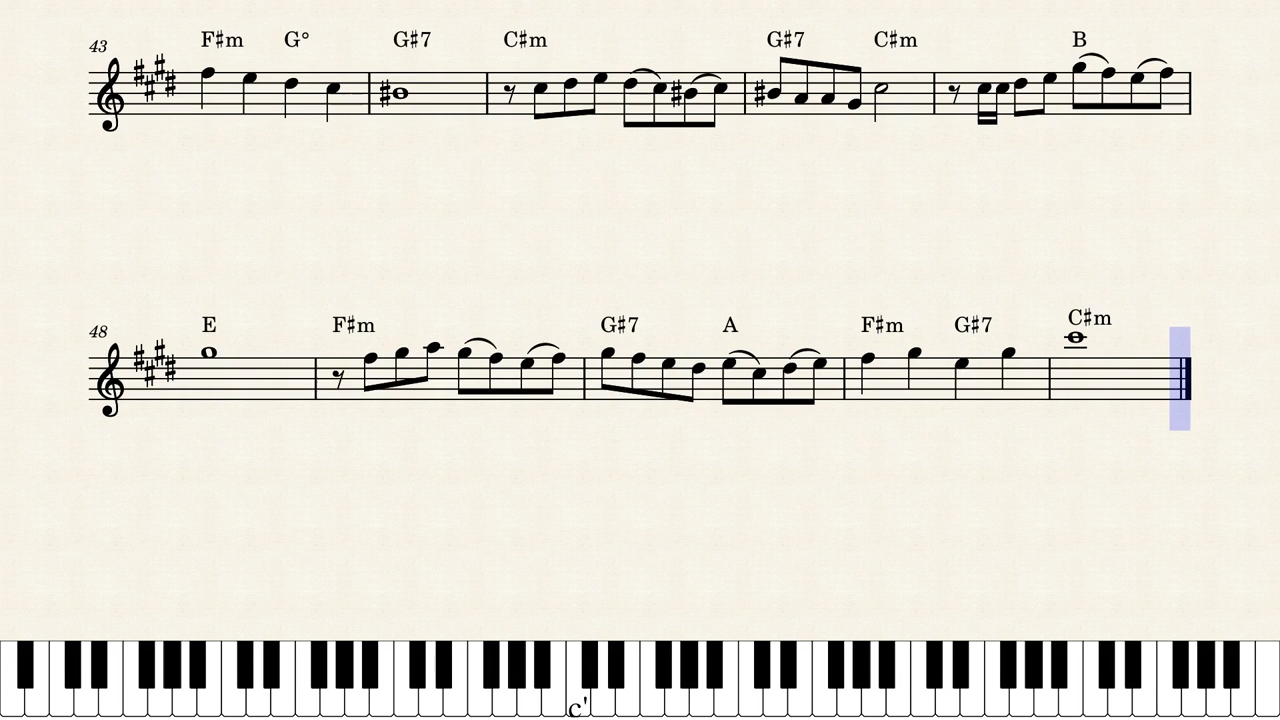 43 F♯m G° G♯7 C♯m G♯7 C♯m B
48 E F♯m G♯7 A F♯m G♯7 C♯m
c'